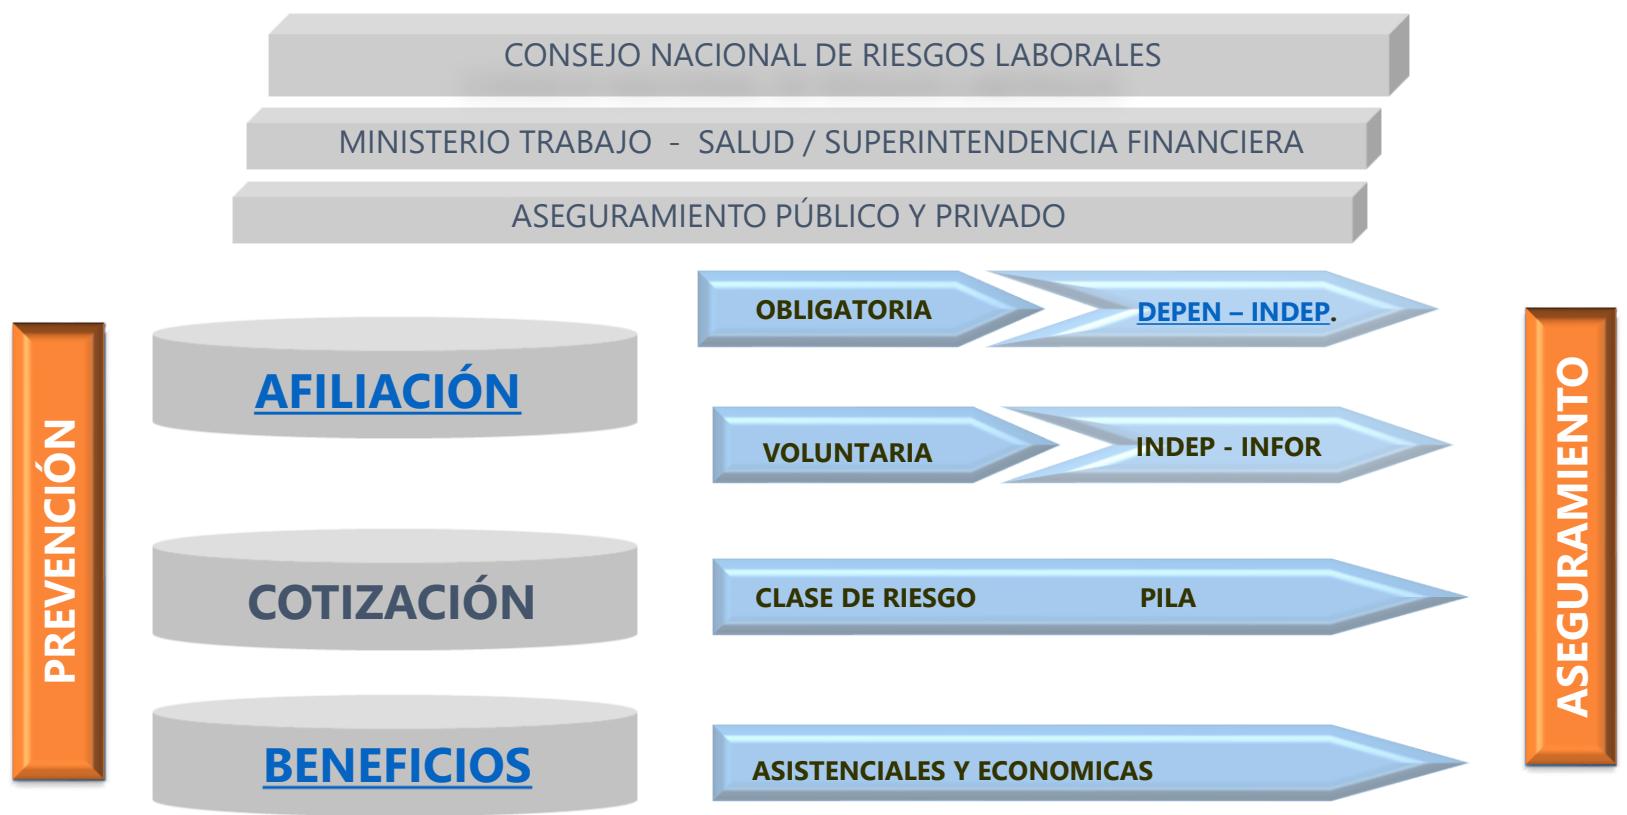 CONSEJO NACIONAL DE RIESGOS LABORALES
MINISTERIO TRABAJO - SALUD / SUPERINTENDENCIA FINANCIERA
ASEGURAMIENTO PÚBLICO Y PRIVADO
PREVENCIÓN
AFILIACIÓN
OBLIGATORIA
DEPEN – INDEP.
VOLUNTARIA
INDEP - INFOR
COTIZACIÓN
CLASE DE RIESGO PILA
BENEFICIOS
ASISTENCIALES Y ECONOMICAS
ASEGURAMIENTO